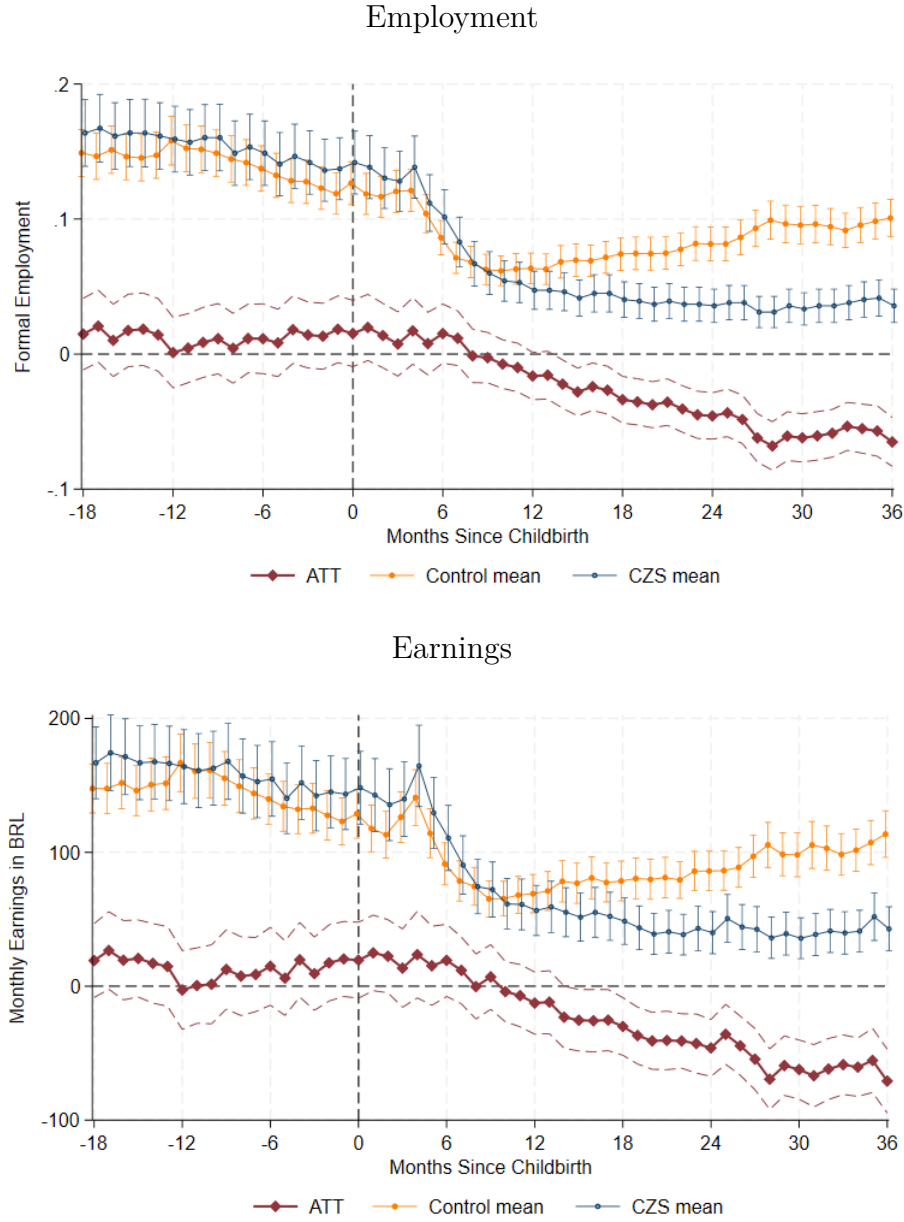 Employment
.2
.1
0
-.1
Formal Employment
-18 -12 -6 0 6 12 18 24 30 36
Months Since Childbirth
ATT Control mean CZS mean
Earnings
200
100
0
-100
Monthly Earnings in BRL
-18 -12 -6 0 6 12 18 24 30 36
Months Since Childbirth
ATT Control mean CZS mean